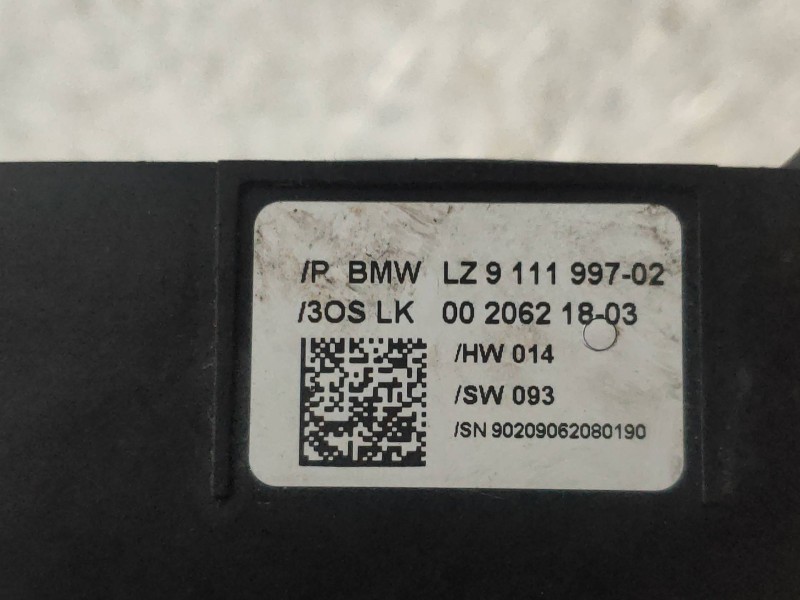 /P BMW LZ 9 111 997-02
/3OS LK 00 2062 18-03
/HW 014
/SW 093
/SN 90209062080190